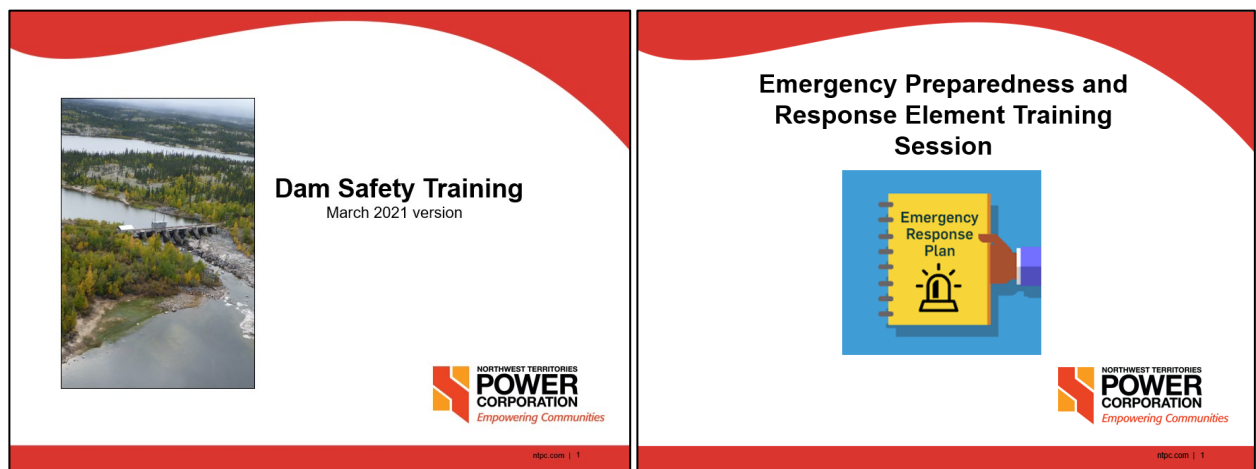 Dam Safety Training
March 2021 version
NORTHWEST TERRITORIES
POWER
CORPORATION
Empowering Communities
ntpc.com | 1
Emergency Preparedness and
Response Element Training
Session
Emergency
Response
Plan
NORTHWEST TERRITORIES
POWER
CORPORATION
Empowering Communities
ntpc.com | 1